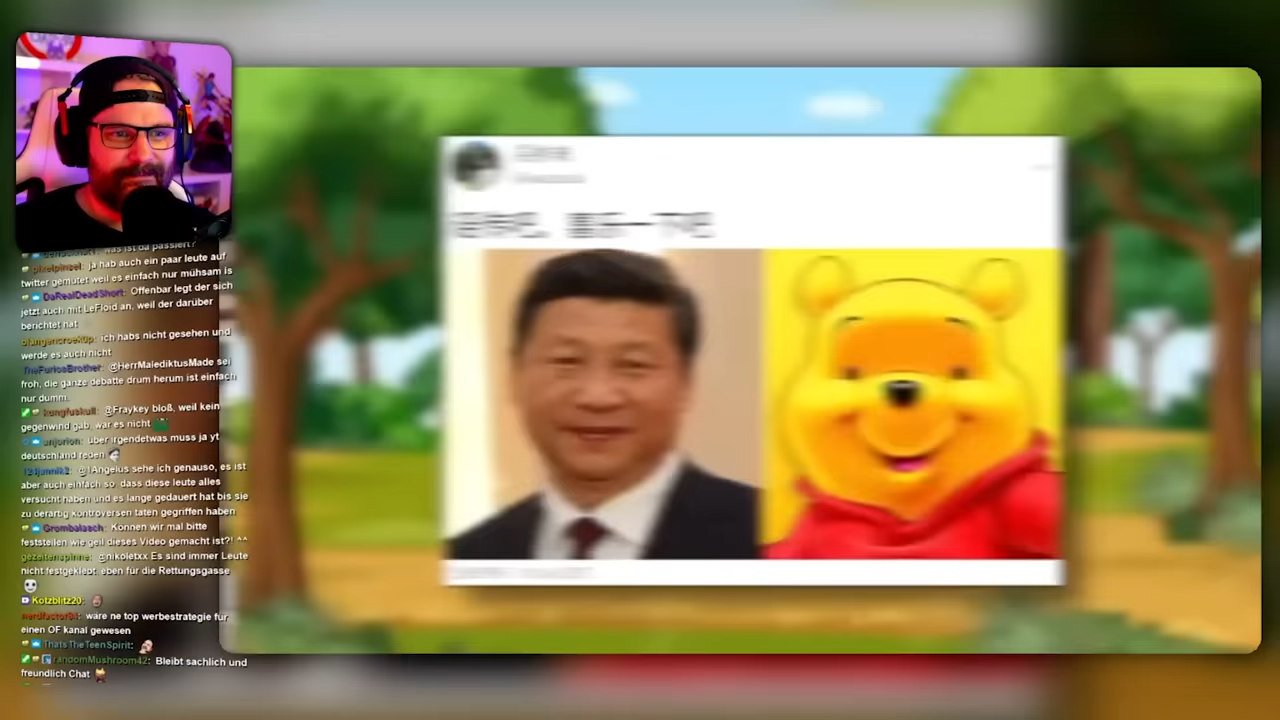 was ist da passiert?
pixelpinsel: ja hab auch ein paar leute auf
twitter gemutet weil es einfach nur mühsam is
DaRealDeadShort: Offenbar legt der sich
jetzt auch mit LeFloid an, weil der darüber
berichtet hat
ich habs nicht gesehen und
werde es auch nicht
TheFuriosBrother: @HerrMalediktusMade sei
froh, die ganze debatte drum herum ist einfach
nur dumm.
kungfuskull: @Fraykey bloß, weil kein
gegenwind gab, war es nicht
anjorion: über irgendetwas muss ja yt
deutschland reden
@1Angelus sehe ich genauso, es ist
aber auch einfach so, dass diese leute alles
versucht haben und es lange gedauert hat bis sie
zu derartig kontroversen taten gegriffen haben
Grombalasch: Können wir mal bitte
feststellen wie geil dieses Video gemacht ist?! ^^
gezeitenspinne: @nikoletxx Es sind immer Leute
nicht festgeklebt, eben für die Rettungsgasse
Kotzblitz20:
wäre ne top werbestrategie für
einen OF kanal gewesen
ThatsTheTeenSpirit:
randomMushroom42: Bleibt sachlich und
freundlich Chat